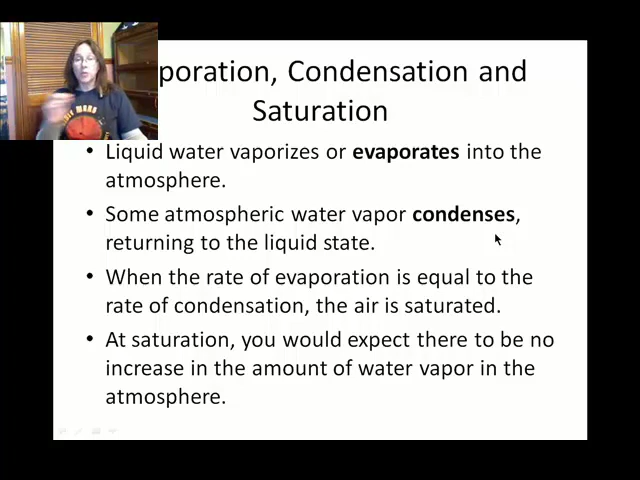 poration, Condensation and
Saturation
• Liquid water vaporizes or evaporates into the
atmosphere.
• Some atmospheric water vapor condenses,
returning to the liquid state.
• When the rate of evaporation is equal to the
rate of condensation, the air is saturated.
• At saturation, you would expect there to be no
increase in the amount of water vapor in the
atmosphere.